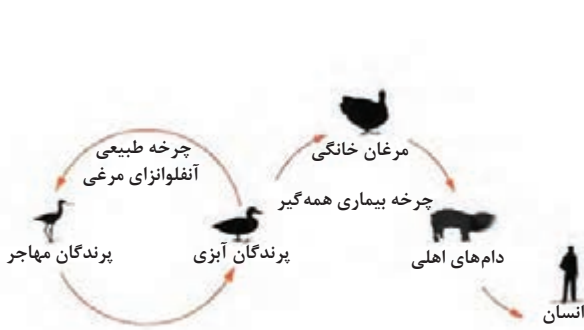 مرغان خانگی
چرخه طبیعی
آنفلوانزای مرغی
چرخه بیماری همه‌گیر
پرندگان مهاجر
پرندگان آبزی
دام‌های اهلی
انسان